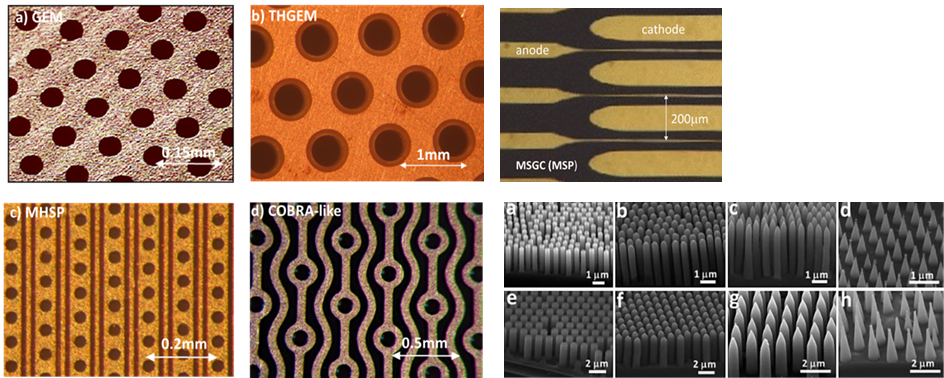 a) GEM
0.15mm
b) THGEM
1mm
cathode
anode
200μm
MSGC (MSP)
c) MHSP
0.2mm
d) COBRA-like
0.5mm
a
1 μm
b
1 μm
c
1 μm
d
1 μm
e
2 μm
f
2 μm
g
2 μm
h
2 μm